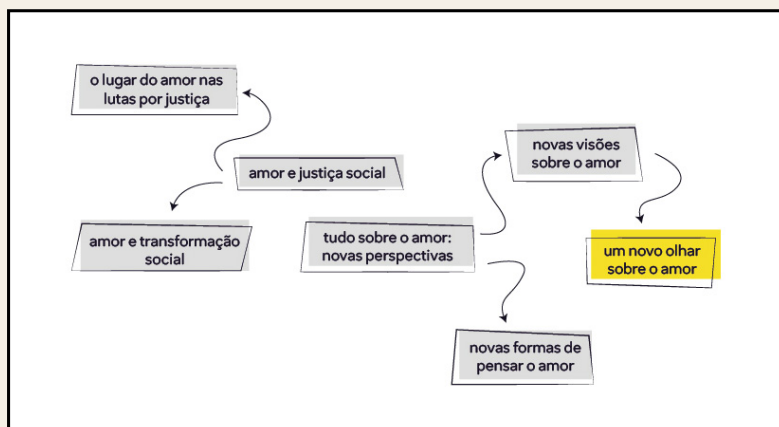 o lugar do amor nas
lutas por justiça
amor e justiça social
amor e transformação
social
tudo sobre o amor:
novas perspectivas
novas visões
sobre o amor
um novo olhar
sobre o amor
novas formas de
pensar o amor